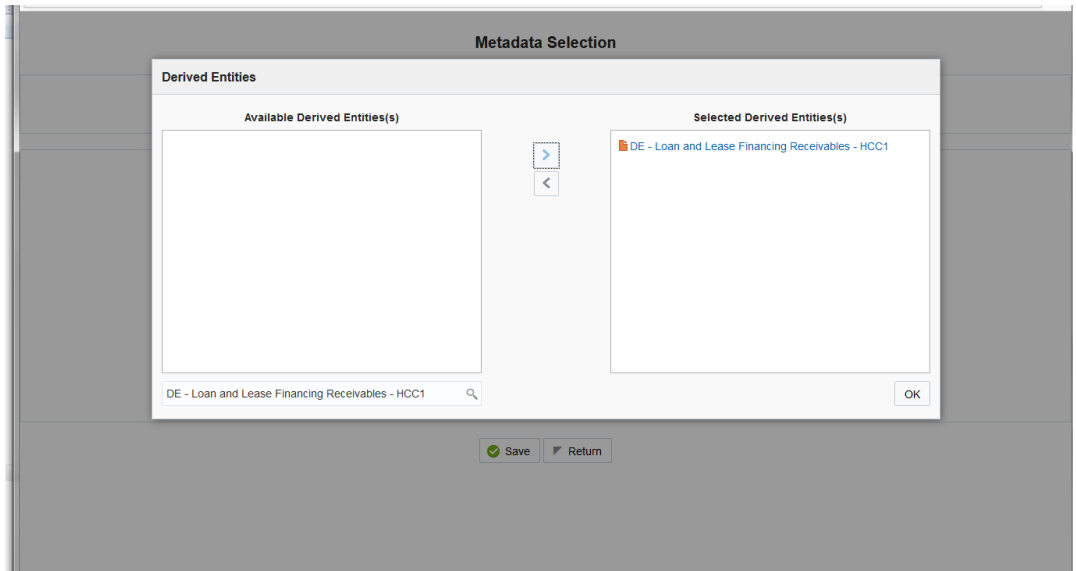 Metadata Selection
Derived Entities
Available Derived Entities(s)
Selected Derived Entities(s)
DE - Loan and Lease Financing Receivables - HCC1
DE - Loan and Lease Financing Receivables - HCC1
OK
Save
Return